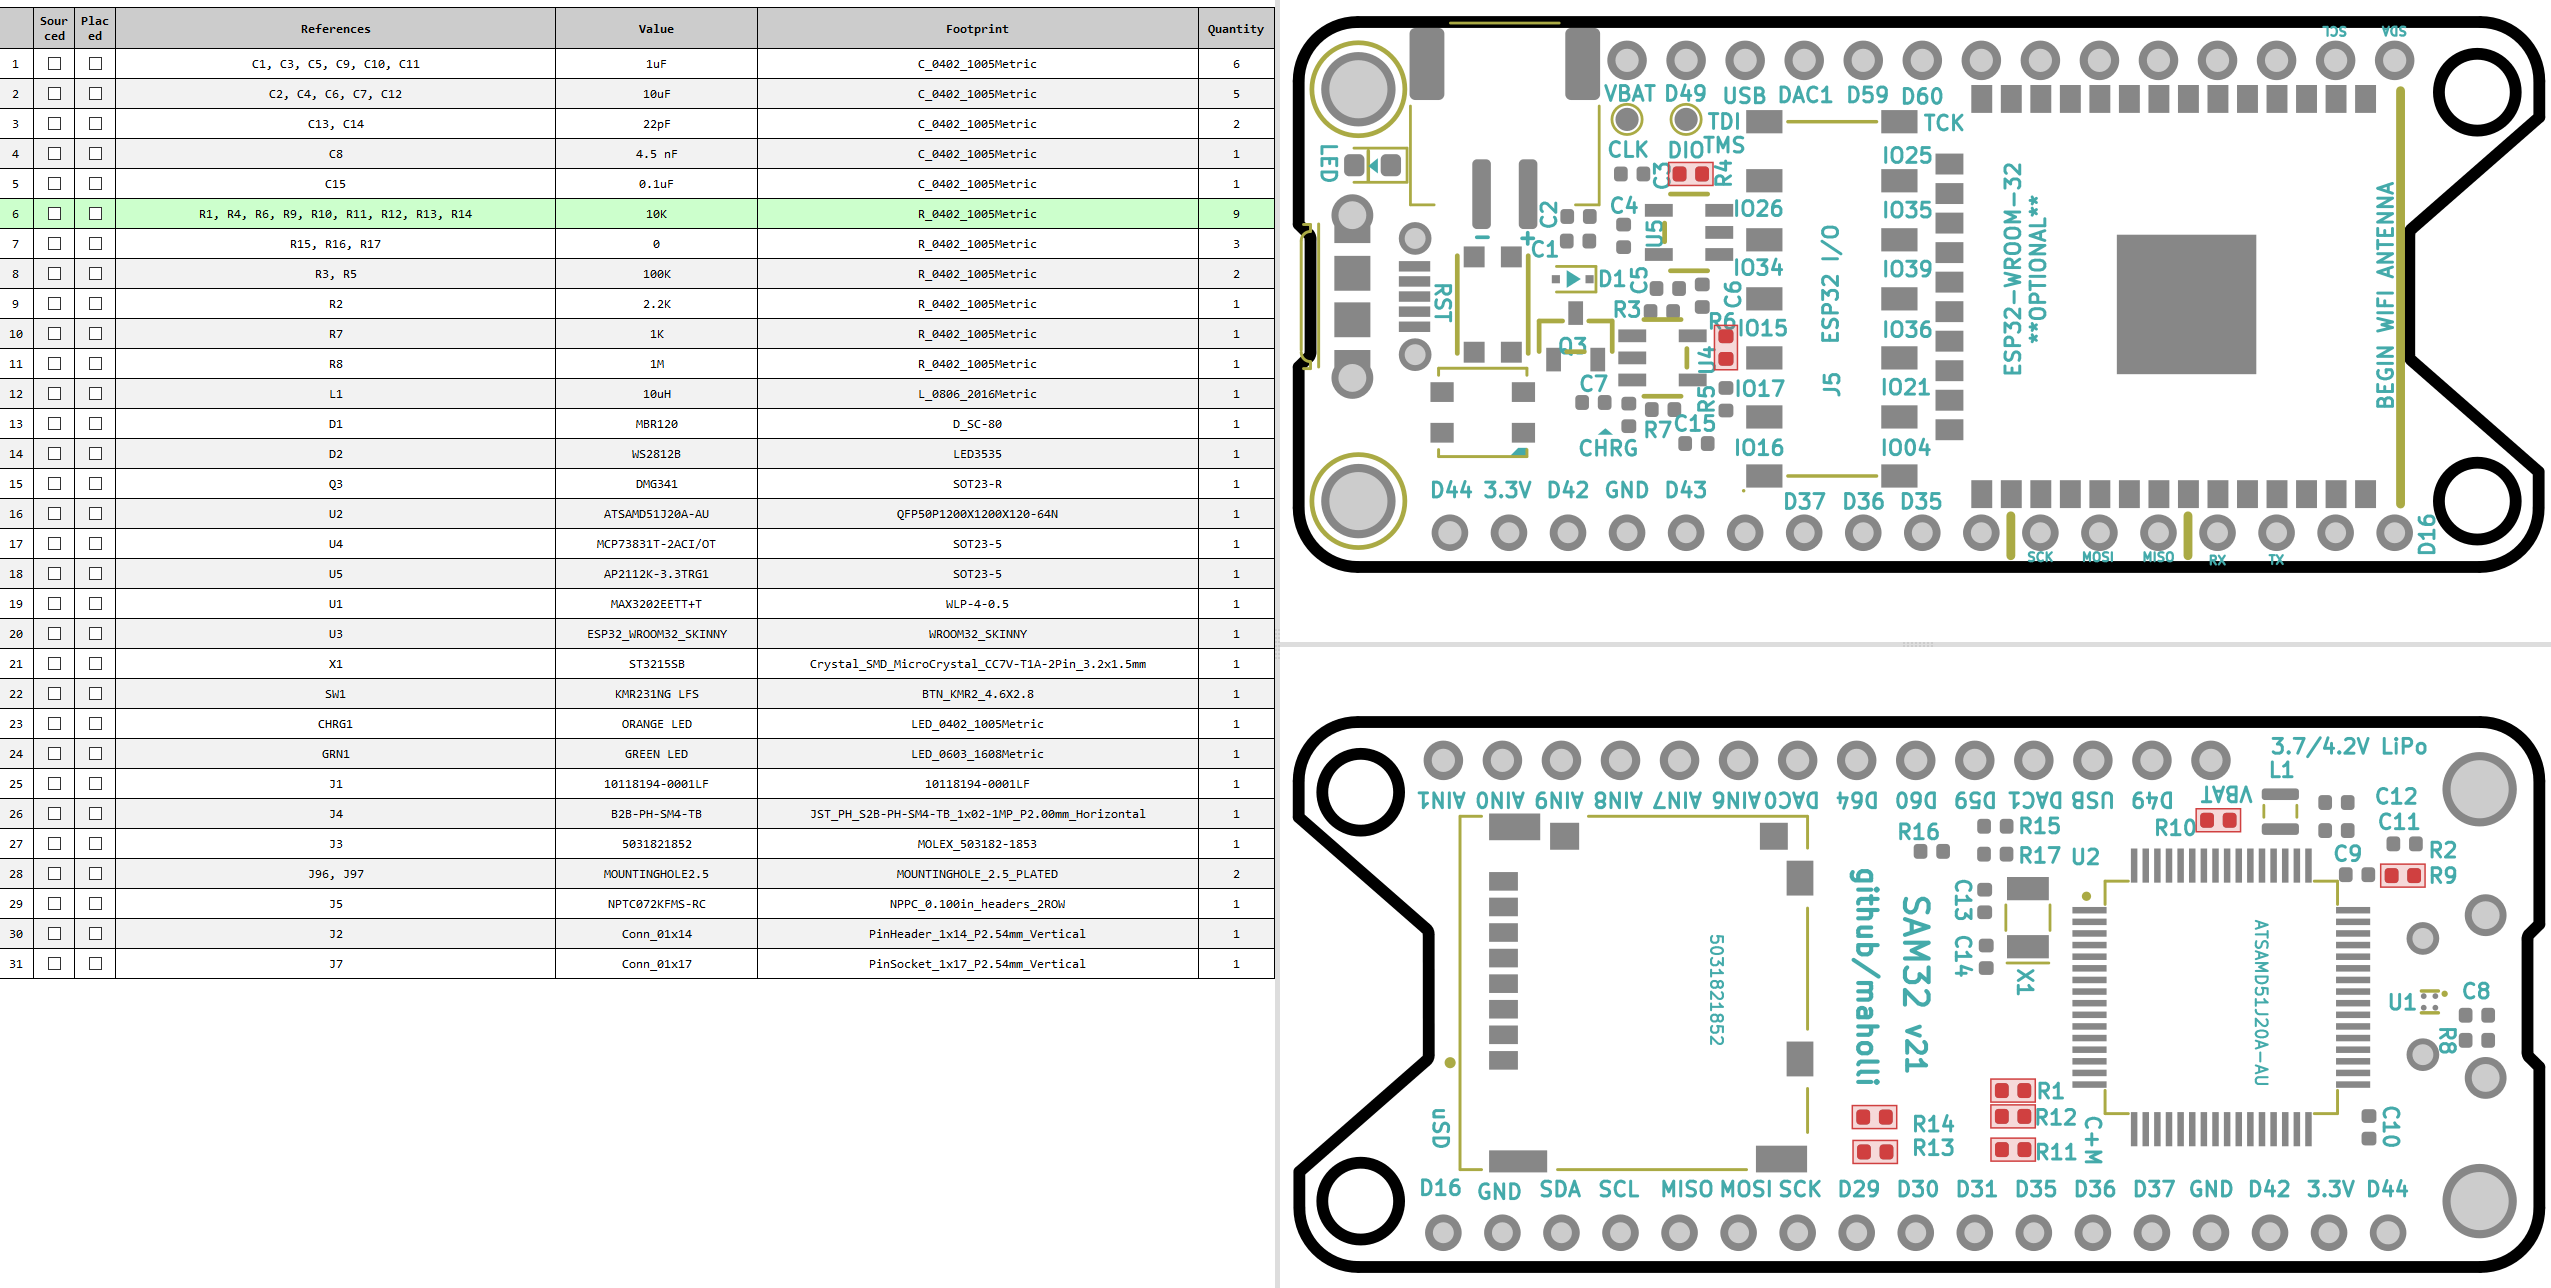 Sourced Placed References Value Footprint Quantity
1 C1, C3, C5, C9, C10, C11 1uF C_0402_1005Metric 6
2 C2, C4, C6, C7, C12 10uF C_0402_1005Metric 5
3 C13, C14 22pF C_0402_1005Metric 2
4 C8 4.5 nF C_0402_1005Metric 1
5 C15 0.1uF C_0402_1005Metric 1
6 R1, R4, R6, R9, R10, R11, R12, R13, R14 10K R_0402_1005Metric 9
7 R15, R16, R17 0 R_0402_1005Metric 3
8 R3, R5 100K R_0402_1005Metric 2
9 R2 2.2K R_0402_1005Metric 1
10 R7 1K R_0402_1005Metric 1
11 R8 1M R_0402_1005Metric 1
12 L1 10uH L_0806_2016Metric 1
13 D1 MBR120 D_SC-80 1
14 D2 WS2812B LED3535 1
15 Q3 DMG341 SOT23-R 1
16 U2 ATSAMD51J20A-AU QFP50P1200X1200X120-64N 1
17 U4 MCP73831T-2ACI/OT SOT23-5 1
18 U5 AP2112K-3.3TRG1 SOT23-5 1
19 U1 MAX3202EETT+T WLP-4-0.5 1
20 U3 ESP32_WROOM32_SKINNY WROOM32_SKINNY 1
21 X1 ST3215SB Crystal_SMD_MicroCrystal_CC7V-T1A-2Pin_3.2x1.5mm 1
22 SW1 KMR231NG LFS BTN_KMR2_4.6X2.8 1
23 CHRG1 ORANGE LED LED_0402_1005Metric 1
24 GRN1 GREEN LED LED_0603_1608Metric 1
25 J1 10118194-0001LF 10118194-0001LF 1
26 J4 B2B-PH-SM4-TB JST_PH_S2B-PH-SM4-TB_1x02-1MP_P2.00mm_Horizontal 1
27 J3 5031821852 MOLEX_503182-1853 1
28 J96, J97 MOUNTINGHOLE2.5 MOUNTINGHOLE_2.5_PLATED 2
29 J5 NPTC072KFMS-RC NPPC_0.100in_headers_2ROW 1
30 J2 Conn_01x14 PinHeader_1x14_P2.54mm_Vertical 1
31 J7 Conn_01x17 PinSocket_1x17_P2.54mm_Vertical 1
SCL SDA
VBAT D49 USB DAC1 D59 D60
TDI TCK
CLK DIO TMS
LED
C3 R4
IO25
C2 C4 IO26 IO35
- + C1 U5
IO34 IO39
D1 C5 C6
RST
R3 R6 IO15 IO36
Q3 U4
C7 R5 IO17 IO21
R7 C15
CHRG IO16 IO04
J5 ESP32 I/O
ESP32-WROOM-32
**OPTIONAL**
BEGIN WIFI ANTENNA
D44 3.3V D42 GND D43 D37 D36 D35
D16
SCK MOSI MISO RX TX
3.7/4.2V LiPo
L1
AIN1 AIN0 AIN9 AIN8 AIN7 AIN6 DAC0 D64 D60 D59 DAC1 USB D49 VBAT
C12
C11
R16 R15 R10
R17 U2 C9 R2
R9
C13
C14
X1
github/maholli
SAM32 v21
5031821852
ATSAMD51J20A-AU
U1 C8
R8
R1
R14 R12
R13 R11
C+M
C10
uSD
D16 GND SDA SCL MISO MOSI SCK D29 D30 D31 D35 D36 D37 GND D42 3.3V D44